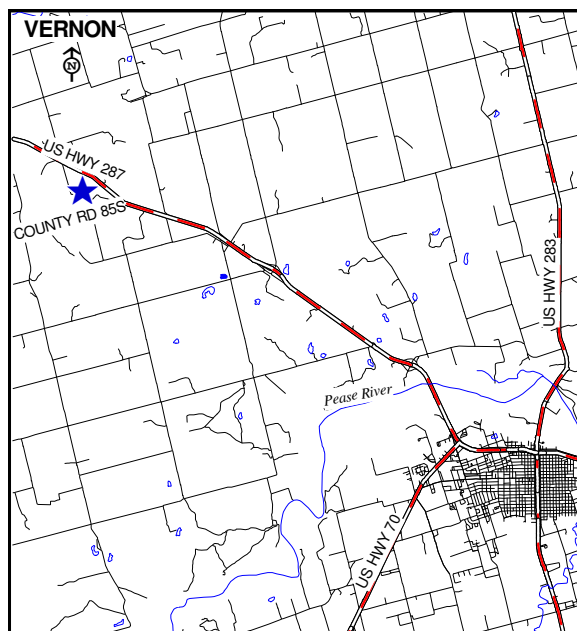 VERNON
N
US HWY 287
COUNTY RD 85S
US HWY 283
Pease River
US HWY 70